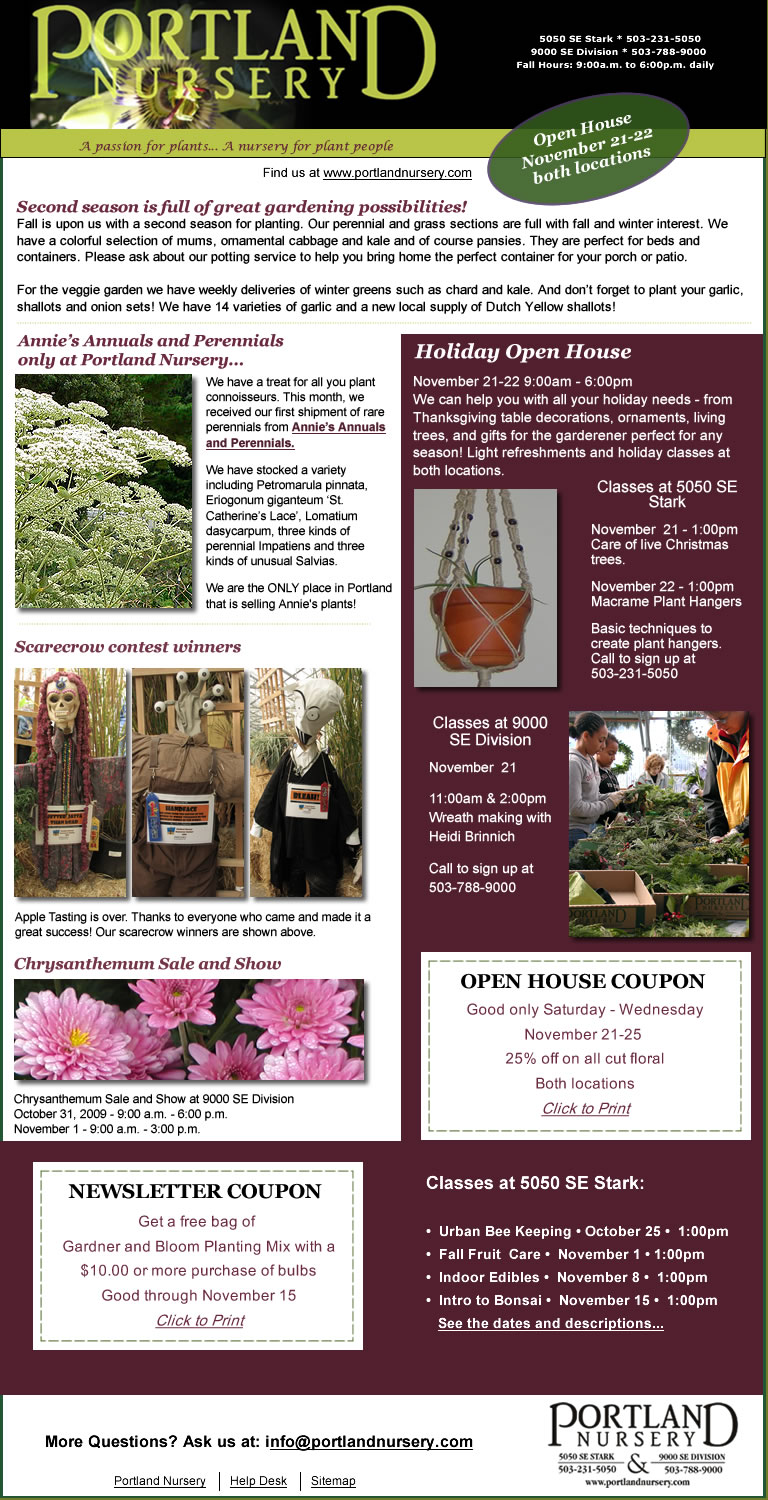 PORTLAND
NURSERY
5050 SE Stark * 503-231-5050
9000 SE Division * 503-788-9000
Fall Hours: 9:00a.m. to 6:00p.m. daily
A passion for plants... A nursery for plant people
Open House
November 21-22
both locations
Find us at www.portlandnursery.com
Second season is full of great gardening possibilities!
Fall is upon us with a second season for planting. Our perennial and grass sections are full with fall and winter interest. We
have a colorful selection of mums, ornamental cabbage and kale and of course pansies. They are perfect for beds and
containers. Please ask about our potting service to help you bring home the perfect container for your porch or patio.
For the veggie garden we have weekly deliveries of winter greens such as chard and kale. And don't forget to plant your garlic,
shallots and onion sets! We have 14 varieties of garlic and a new local supply of Dutch Yellow shallots!
Annie's Annuals and Perennials
only at Portland Nursery...
We have a treat for all you plant
connoisseurs. This month, we
received our first shipment of rare
perennials from Annie's Annuals
and Perennials.
We have stocked a variety
including Petromarula pinnata,
Eriogonum giganteum 'St.
Catherine's Lace', Lomatium
dasycarpum, three kinds of
perennial Impatiens and three
kinds of unusual Salvias.
We are the ONLY place in Portland
that is selling Annie's plants!
Scarecrow contest winners
HANDFACE
BLEAH!
Apple Tasting is over. Thanks to everyone who came and made it a
great success! Our scarecrow winners are shown above.
Chrysanthemum Sale and Show
Chrysanthemum Sale and Show at 9000 SE Division
October 31, 2009 - 9:00 a.m. - 6:00 p.m.
November 1 - 9:00 a.m. - 3:00 p.m.
Holiday Open House
November 21-22 9:00am - 6:00pm
We can help you with all your holiday needs - from
Thanksgiving table decorations, ornaments, living
trees, and gifts for the garderener perfect for any
season! Light refreshments and holiday classes at
both locations.
Classes at 5050 SE
Stark
November 21 - 1:00pm
Care of live Christmas
trees.
November 22 - 1:00pm
Macrame Plant Hangers
Basic techniques to
create plant hangers.
Call to sign up at
503-231-5050
Classes at 9000
SE Division
November 21
11:00am & 2:00pm
Wreath making with
Heidi Brinnich
Call to sign up at
503-788-9000
PORTLAND
PORTLAND
OPEN HOUSE COUPON
Good only Saturday - Wednesday
November 21-25
25% off on all cut floral
Both locations
Click to Print
NEWSLETTER COUPON
Get a free bag of
Gardner and Bloom Planting Mix with a
$10.00 or more purchase of bulbs
Good through November 15
Click to Print
Classes at 5050 SE Stark:
• Urban Bee Keeping • October 25 • 1:00pm
• Fall Fruit Care • November 1 • 1:00pm
• Indoor Edibles • November 8 • 1:00pm
• Intro to Bonsai • November 15 • 1:00pm
See the dates and descriptions...
More Questions? Ask us at: info@portlandnursery.com
Portland Nursery | Help Desk | Sitemap
PORTLAND
NURSERY
5050 SE STARK & 9000 SE DIVISION
503-231-5050 503-788-9000
www.portlandnursery.com